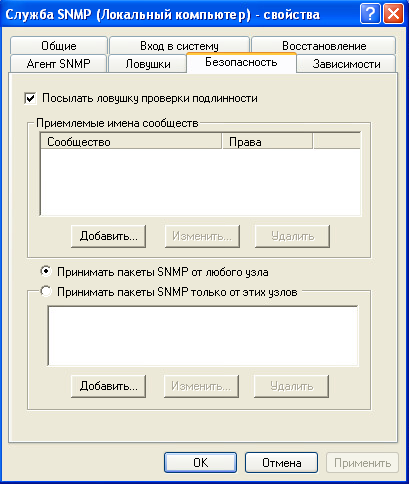 Служба SNMP (Локальный компьютер) - свойства
Общие Вход в систему Восстановление
Агент SNMP Ловушки Безопасность Зависимости
Посылать ловушку проверки подлинности
Приемлемые имена сообществ
Сообщество Права
Добавить... Изменить... Удалить
Принимать пакеты SNMP от любого узла
Принимать пакеты SNMP только от этих узлов
Добавить... Изменить... Удалить
OK Отмена Применить